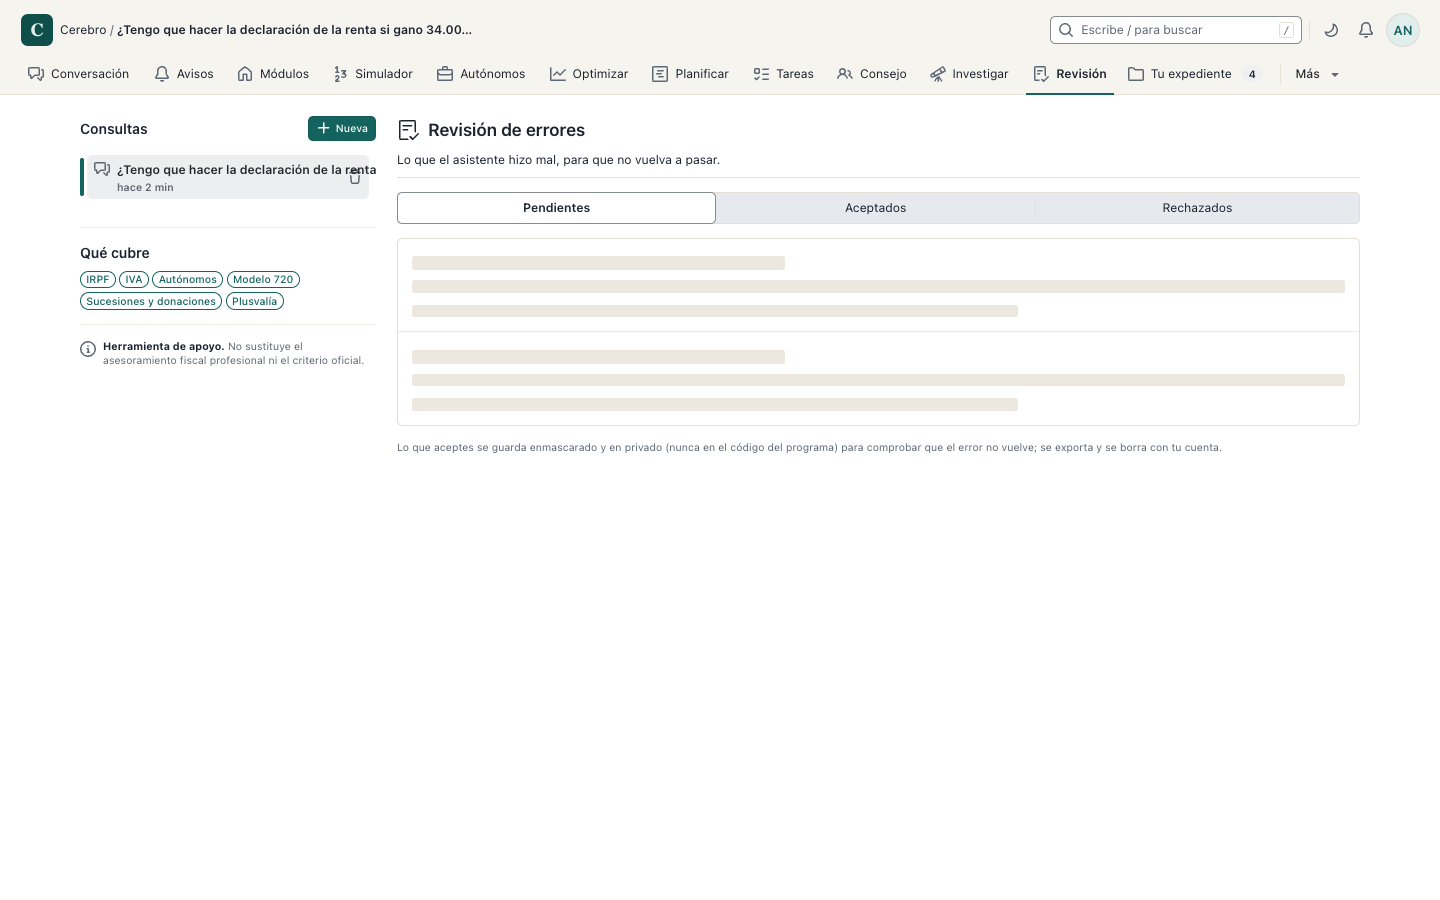 C Cerebro / ¿Tengo que hacer la declaración de la renta si gano 34.00...
Escribe / para buscar /
AN
Conversación Avisos Módulos Simulador Autónomos Optimizar Planificar Tareas Consejo Investigar Revisión Tu expediente 4 Más
Consultas
Nueva
¿Tengo que hacer la declaración de la renta
hace 2 min
Qué cubre
IRPF IVA Autónomos Modelo 720
Sucesiones y donaciones Plusvalía
Herramienta de apoyo. No sustituye el
asesoramiento fiscal profesional ni el criterio oficial.
Revisión de errores
Lo que el asistente hizo mal, para que no vuelva a pasar.
Pendientes Aceptados Rechazados
Lo que aceptes se guarda enmascarado y en privado (nunca en el código del programa) para comprobar que el error no vuelve; se exporta y se borra con tu cuenta.